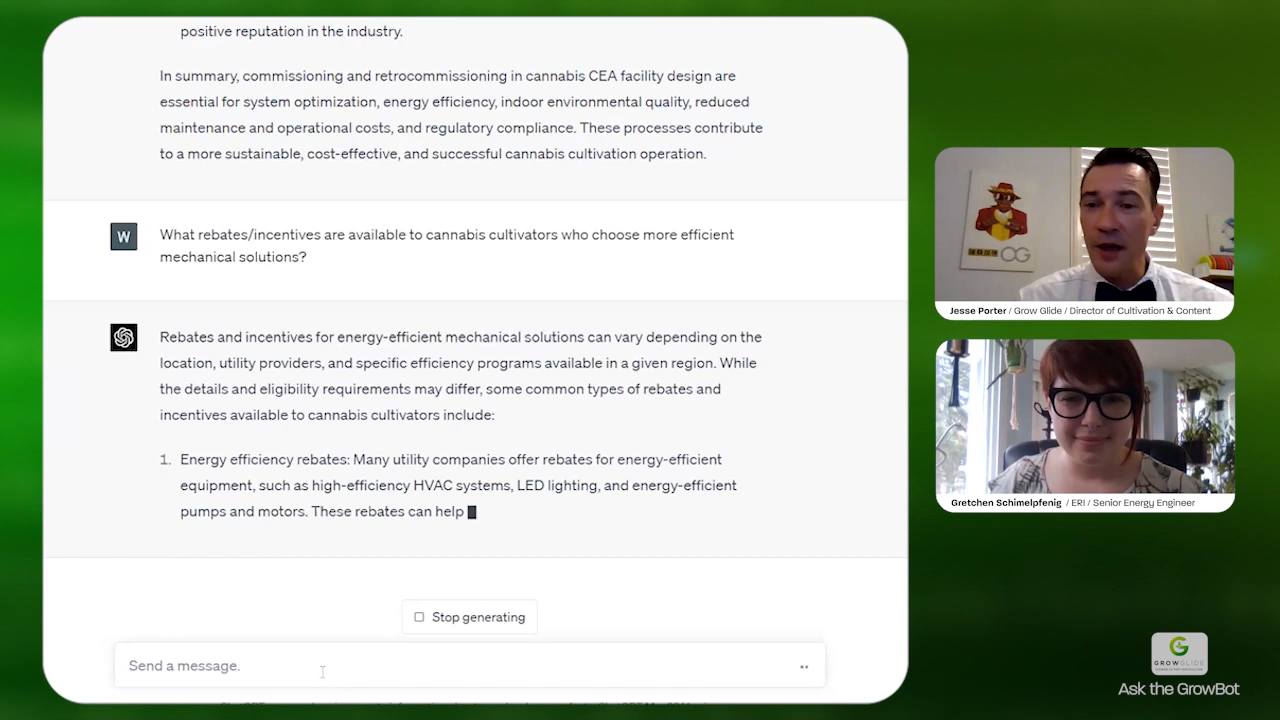 positive reputation in the industry.
In summary, commissioning and retrocommissioning in cannabis CEA facility design are
essential for system optimization, energy efficiency, indoor environmental quality, reduced
maintenance and operational costs, and regulatory compliance. These processes contribute
to a more sustainable, cost-effective, and successful cannabis cultivation operation.
W
What rebates/incentives are available to cannabis cultivators who choose more efficient
mechanical solutions?
Rebates and incentives for energy-efficient mechanical solutions can vary depending on the
location, utility providers, and specific efficiency programs available in a given region. While
the details and eligibility requirements may differ, some common types of rebates and
incentives available to cannabis cultivators include:
1. Energy efficiency rebates: Many utility companies offer rebates for energy-efficient
equipment, such as high-efficiency HVAC systems, LED lighting, and energy-efficient
pumps and motors. These rebates can help
Stop generating
Send a message.
OG
Jesse Porter / Grow Glide / Director of Cultivation & Content
Gretchen Schimelpfenig / ERI / Senior Energy Engineer
G
GROWGLIDE
Ask the GrowBot